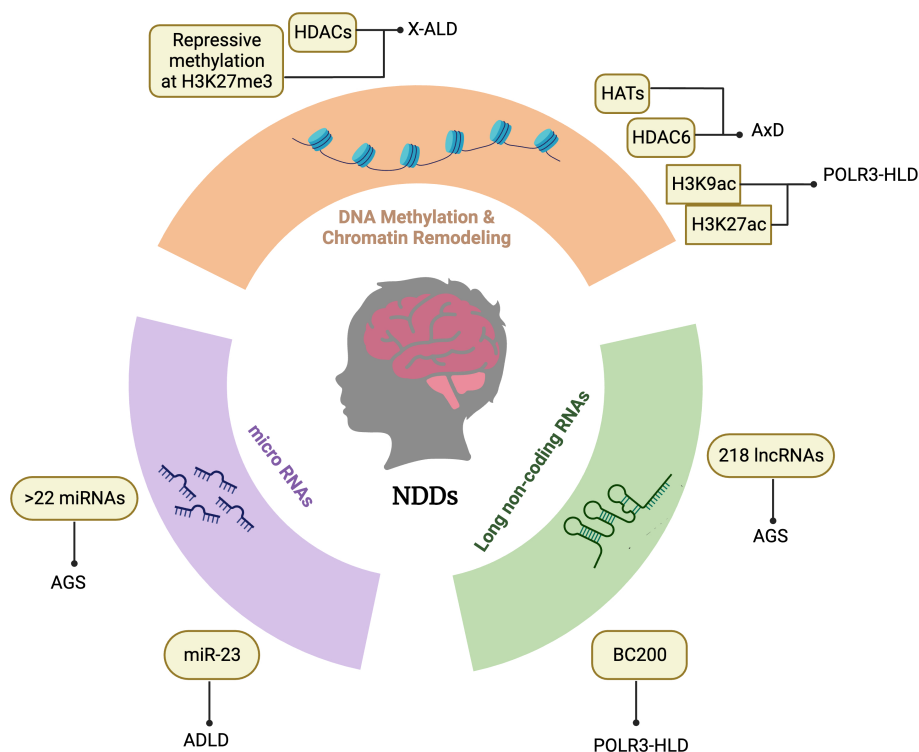 HDACs
X-ALD
Repressive
methylation
at H3K27me3
HATs
HDAC6
AxD
H3K9ac
POLR3-HLD
H3K27ac
DNA Methylation &
Chromatin Remodeling
micro RNAs
Long non-coding RNAs
NDDs
218 lncRNAs
AGS
>22 miRNAs
AGS
miR-23
ADLD
BC200
POLR3-HLD